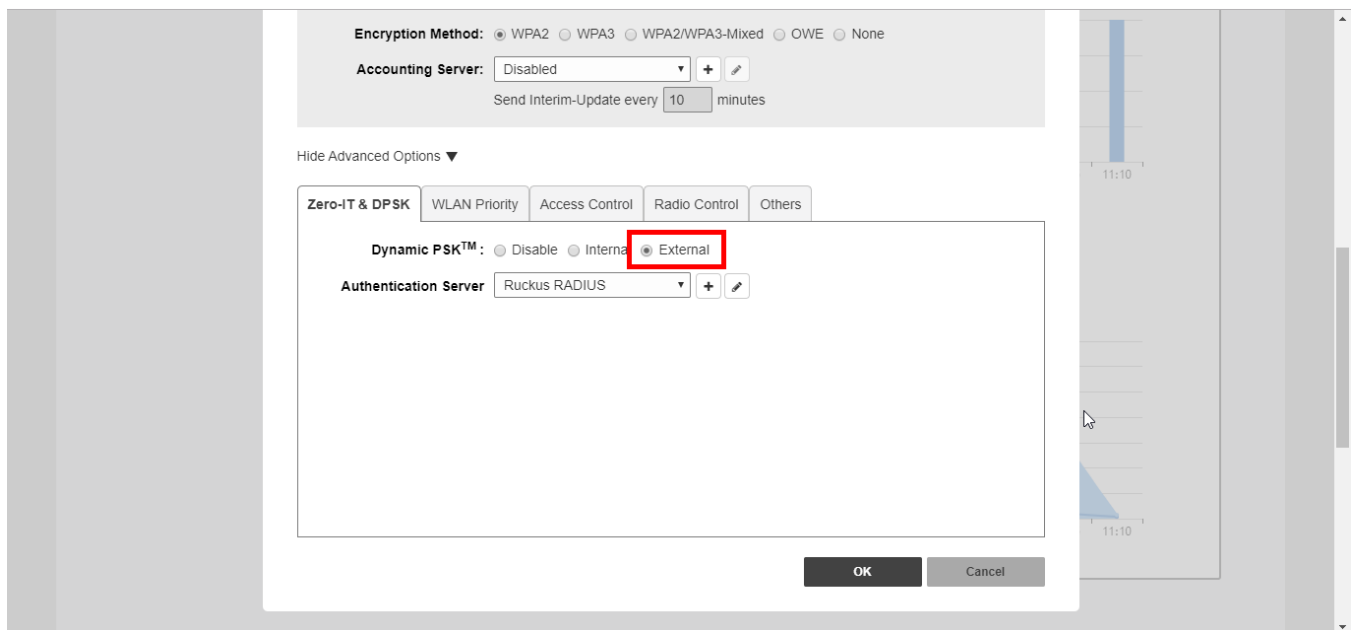 Encryption Method: WPA2 WPA3 WPA2/WPA3-Mixed OWE None
Accounting Server: Disabled
Send Interim-Update every 10 minutes
11:10
Hide Advanced Options ▼
Zero-IT & DPSK WLAN Priority Access Control Radio Control Others
Dynamic PSK™ : Disable Interna External
Authentication Server Ruckus RADIUS
11:10
OK Cancel